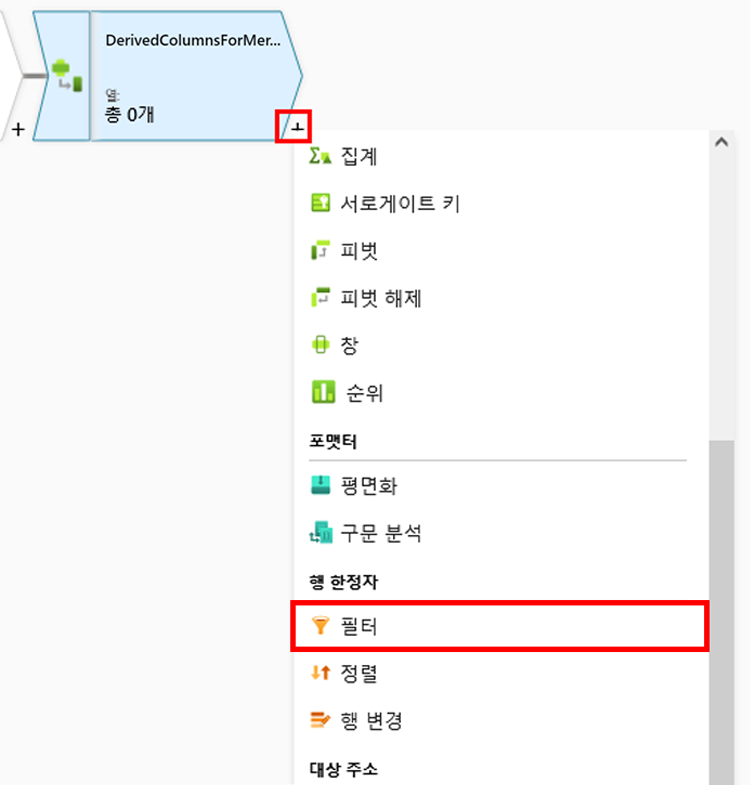 DerivedColumnsForMer...
열:
총 0개
+
+
집계
서로게이트 키
피벗
피벗 해제
창
순위
포맷터
평면화
구문 분석
행 한정자
필터
정렬
행 변경
대상 주소